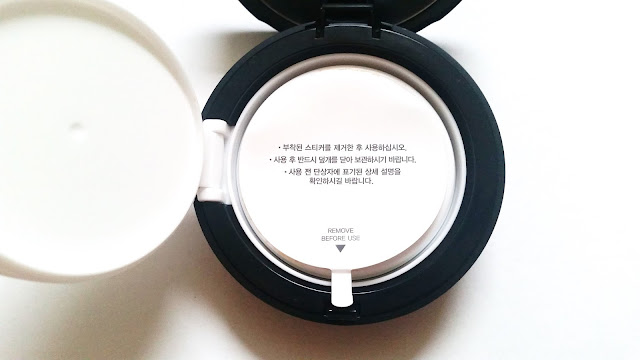 • 부착된 스티커를 제거한 후 사용하십시오.
• 사용 후 반드시 덮개를 닫아 보관하시기 바랍니다.
• 사용 전 단상자에 표기된 상세 설명을
확인하시길 바랍니다.
REMOVE
BEFORE USE